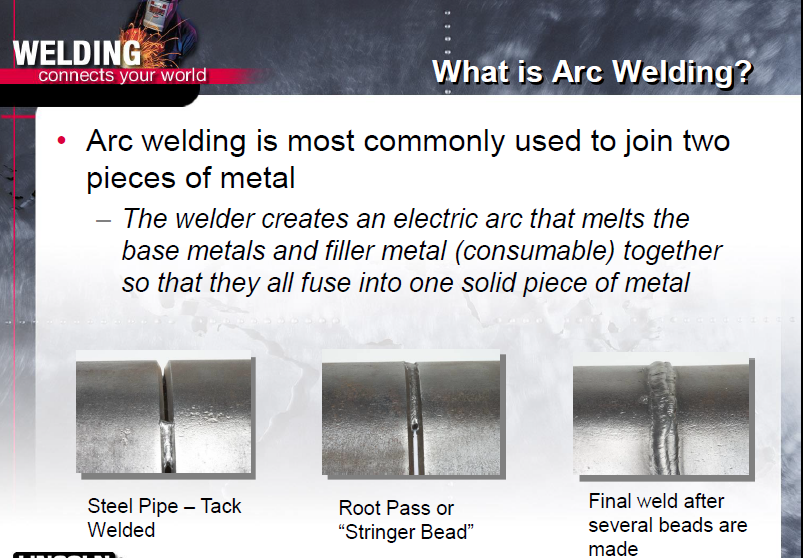 WELDING
connects your world
What is Arc Welding?
• Arc welding is most commonly used to join two
pieces of metal
– The welder creates an electric arc that melts the
base metals and filler metal (consumable) together
so that they all fuse into one solid piece of metal
Steel Pipe – Tack
Welded
Root Pass or
“Stringer Bead”
Final weld after
several beads are
made
LINCOLN